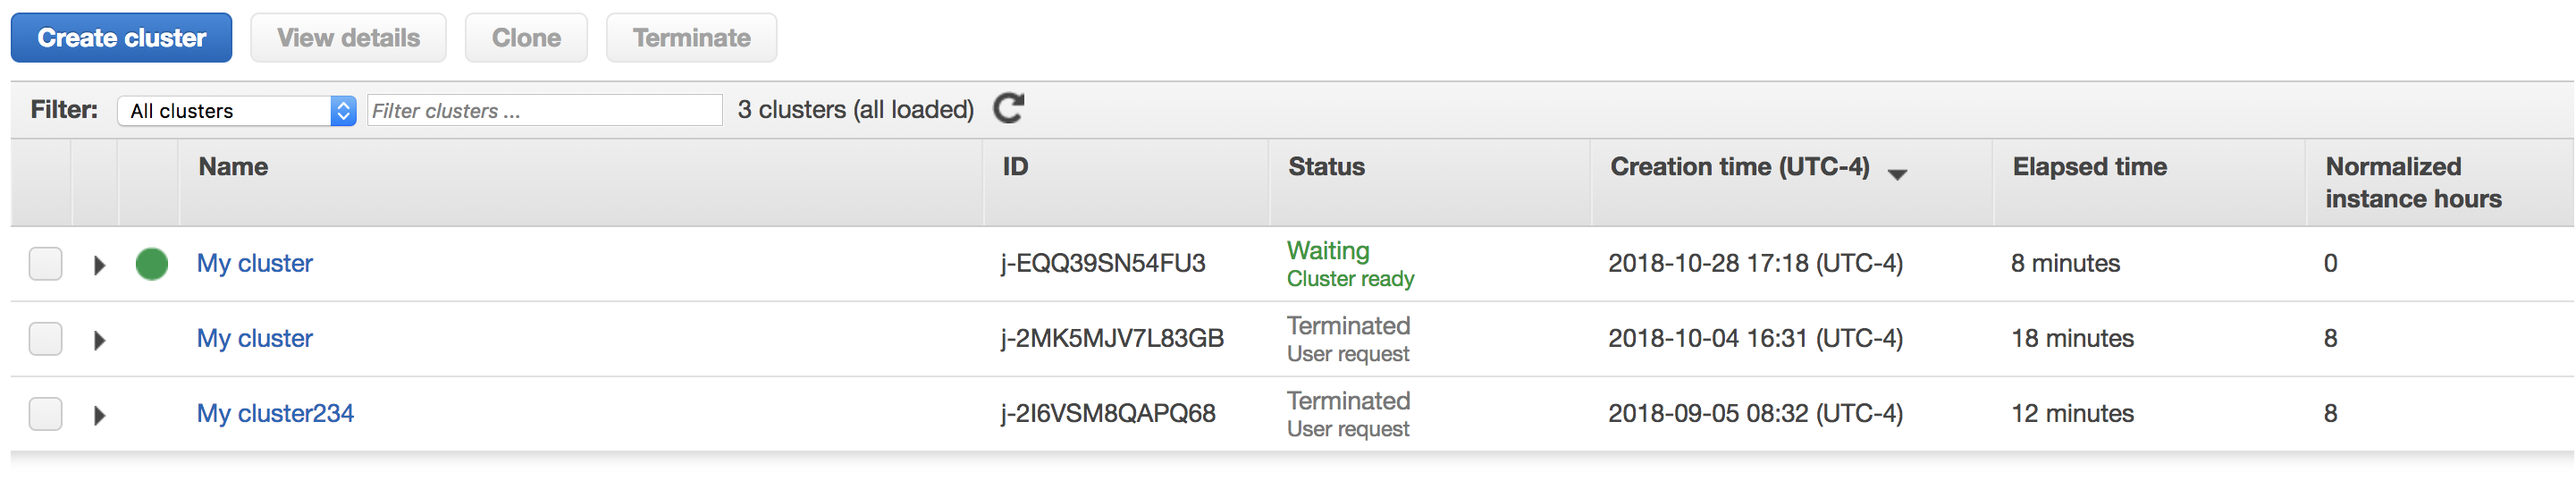 Create cluster View details Clone Terminate
Filter: All clusters Filter clusters ... 3 clusters (all loaded)
Name ID Status Creation time (UTC-4) Elapsed time Normalized instance hours
My cluster j-EQQ39SN54FU3 Waiting Cluster ready 2018-10-28 17:18 (UTC-4) 8 minutes 0
My cluster j-2MK5MJV7L83GB Terminated User request 2018-10-04 16:31 (UTC-4) 18 minutes 8
My cluster234 j-2I6VSM8QAPQ68 Terminated User request 2018-09-05 08:32 (UTC-4) 12 minutes 8